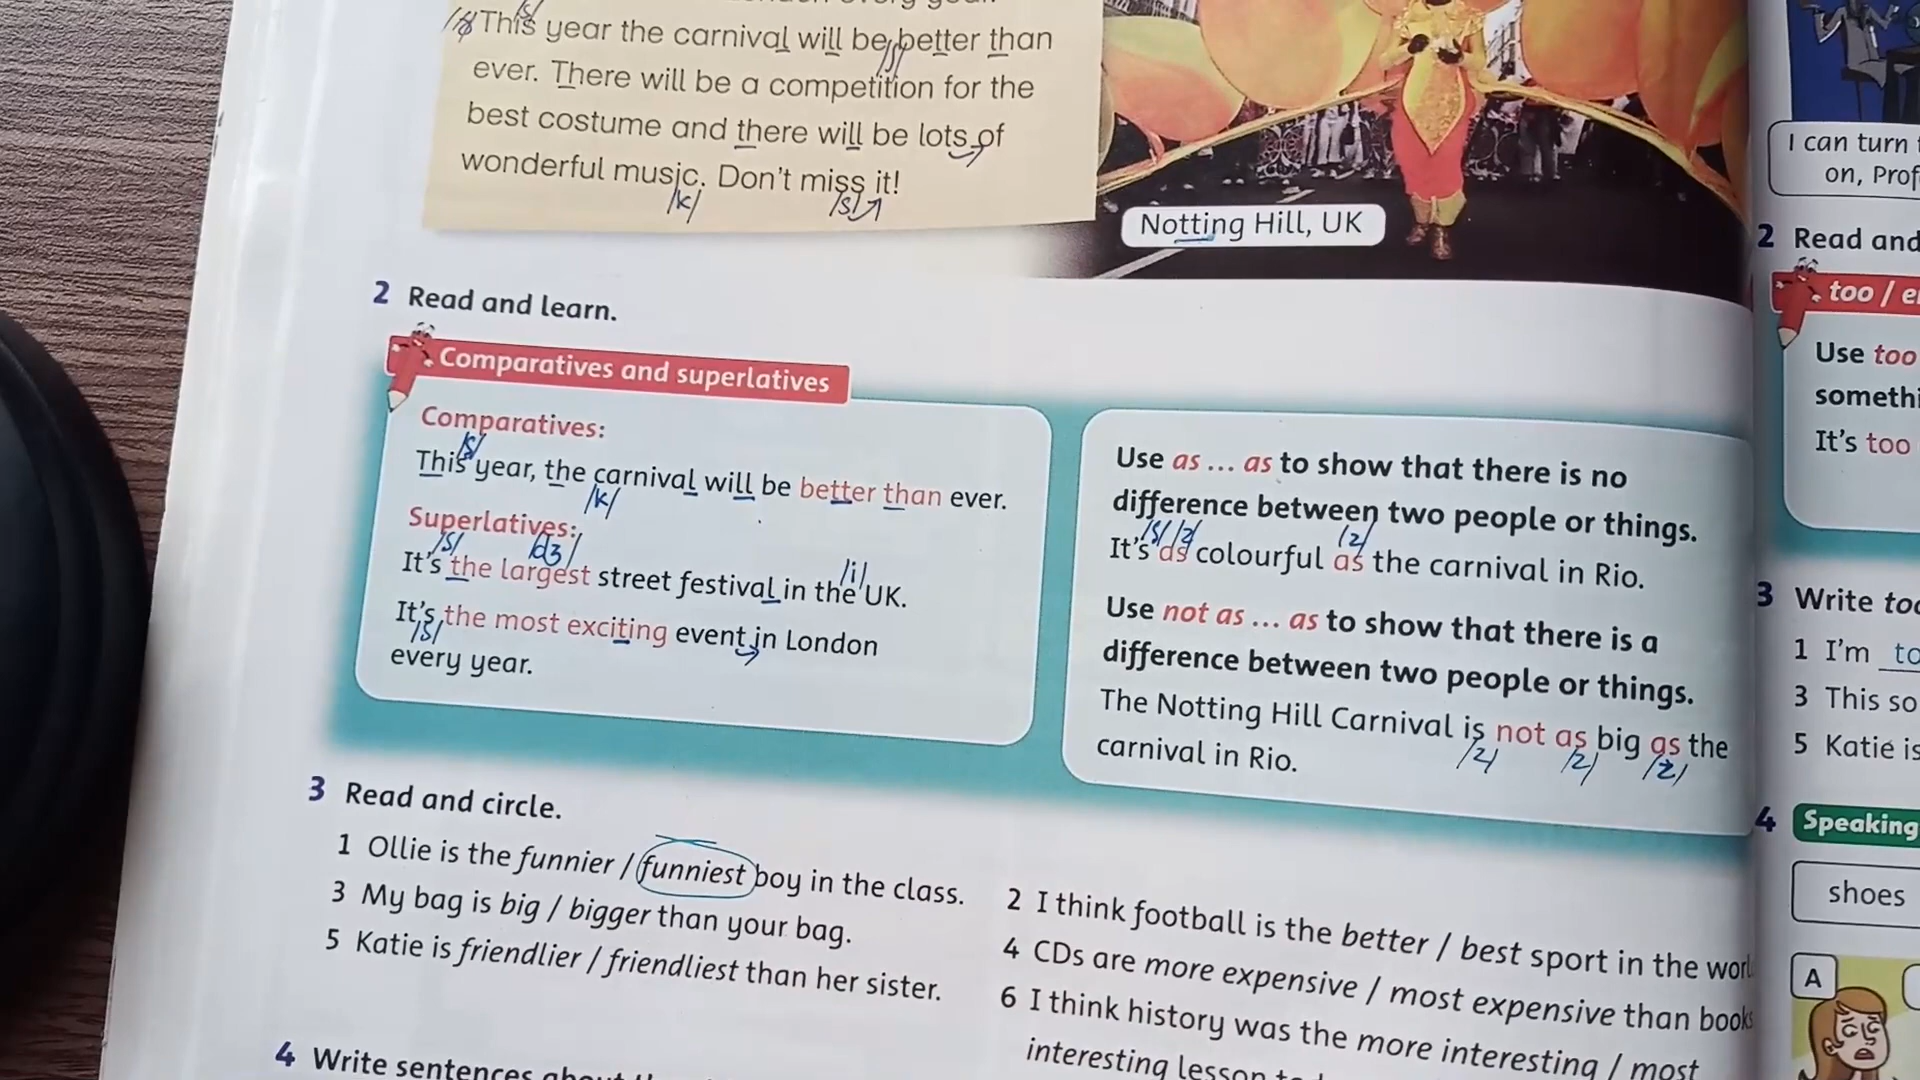 This year the carnival will be better than
ever. There will be a competition for the
best costume and there will be lots of
wonderful music. Don't miss it!
/s/
/ʃ/
/k/
/s/
Notting Hill, UK
2 Read and learn.
Comparatives and superlatives
Comparatives:
/s/
This year, the carnival will be better than ever.
/k/
Superlatives:
/s/ /dʒ/ /i/
It's the largest street festival in the UK.
It's the most exciting event in London
/s/
every year.
Use as ... as to show that there is no
difference between two people or things.
/s/ /z/ /z/
It's as colourful as the carnival in Rio.
Use not as ... as to show that there is a
difference between two people or things.
The Notting Hill Carnival is not as big as the
/z/ /z/ /z/
carnival in Rio.
3 Read and circle.
1 Ollie is the funnier / funniest boy in the class.
2 I think football is the better / best sport in the worl
3 My bag is big / bigger than your bag.
4 CDs are more expensive / most expensive than books
5 Katie is friendlier / friendliest than her sister.
6 I think history was the more interesting / most
interesting lesson
4 Write sentences about
I can turn
on, Prof
2 Read and
too / e
Use too
somethi
It's too
3 Write too
1 I'm to
3 This so
5 Katie is
4 Speaking
shoes
A